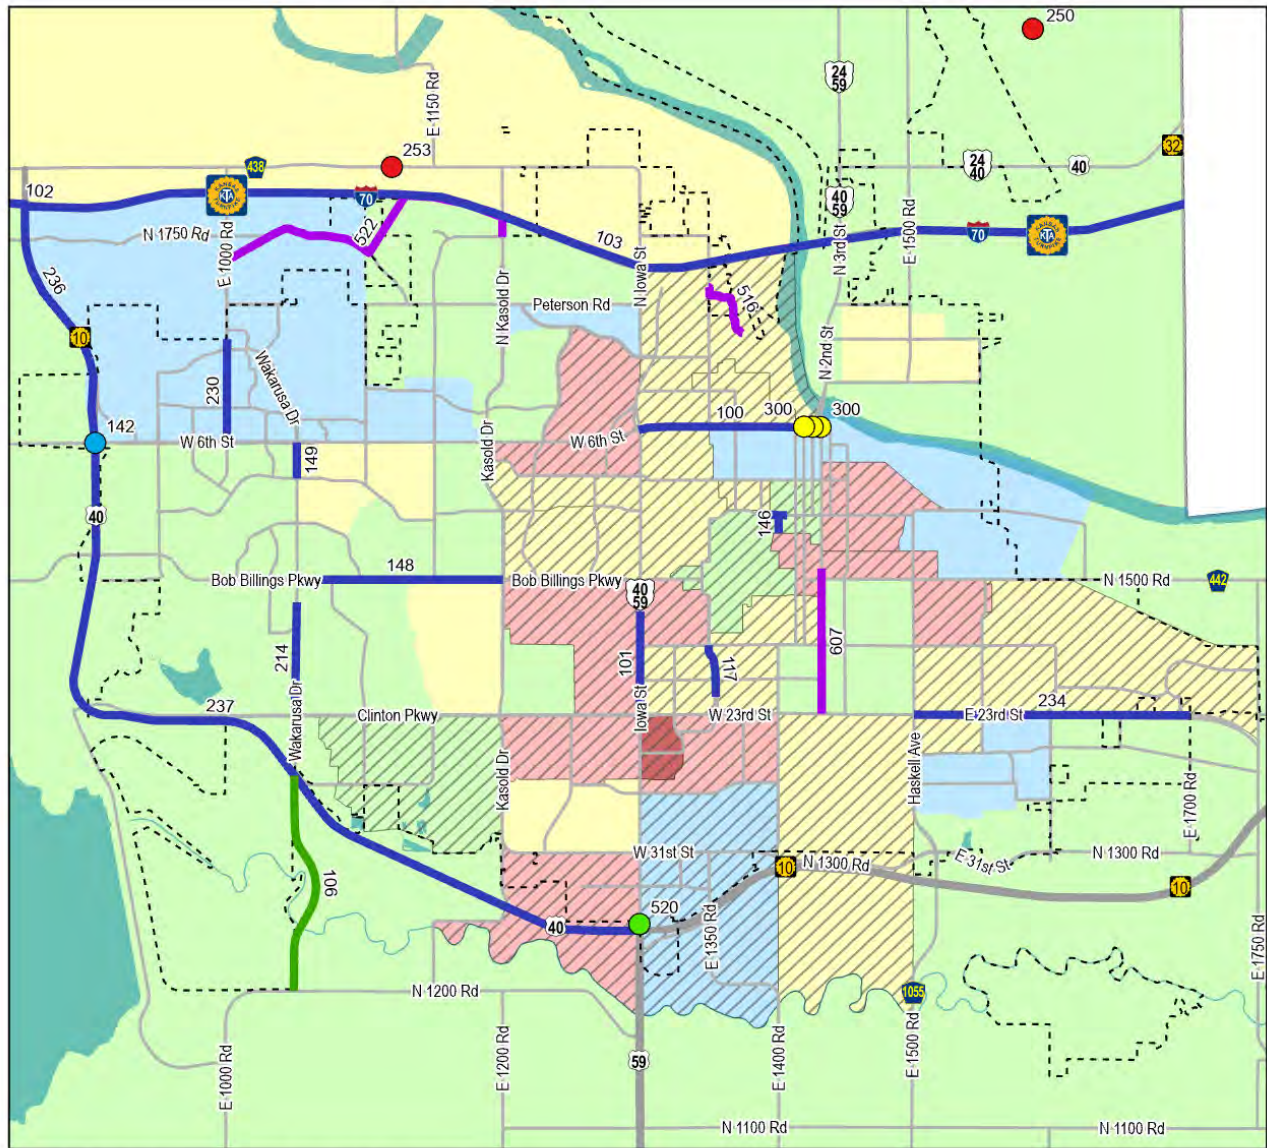 250
24
59
E 1150 Rd
253
438
32
24
40
40
102
KANSAS
KTA
TURNPIKE
70
40
59
E 1500 Rd
N 1750 Rd
522
103
N 3rd St
70
KANSAS
KTA
TURNPIKE
E 1000 Rd
236
N Iowa St
N Kasold Dr
Peterson Rd
516
10
N 2nd St
Wakarusa Dr
230
142
W 6th St
149
Kasold Dr
W 6th St
100
300
300
40
146
Bob Billings Pkwy
148
Bob Billings Pkwy
40
59
N 1500 Rd
442
214
101
117
607
Wakarusa Dr
237
Clinton Pkwy
Iowa St
W 23rd St
E 23rd St
234
Kasold Dr
Haskell Ave
E 1700 Rd
W 31st St
10
N 1300 Rd
E 31st St
N 1300 Rd
10
106
40
520
E 1350 Rd
E 1750 Rd
N 1200 Rd
1055
E 1000 Rd
E 1200 Rd
59
E 1400 Rd
E 1500 Rd
N 1100 Rd
N 1100 Rd